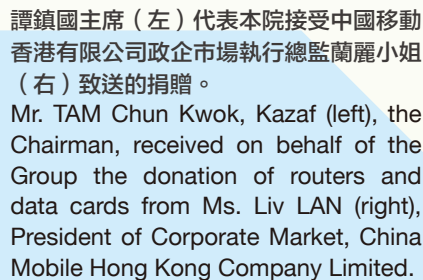 譚鎮國主席（左）代表本院接受中國移動
香港有限公司政企市場執行總監蘭麗小姐
（右）致送的捐贈。
Mr. TAM Chun Kwok, Kazaf (left), the
Chairman, received on behalf of the
Group the donation of routers and
data cards from Ms. Liv LAN (right),
President of Corporate Market, China
Mobile Hong Kong Company Limited.